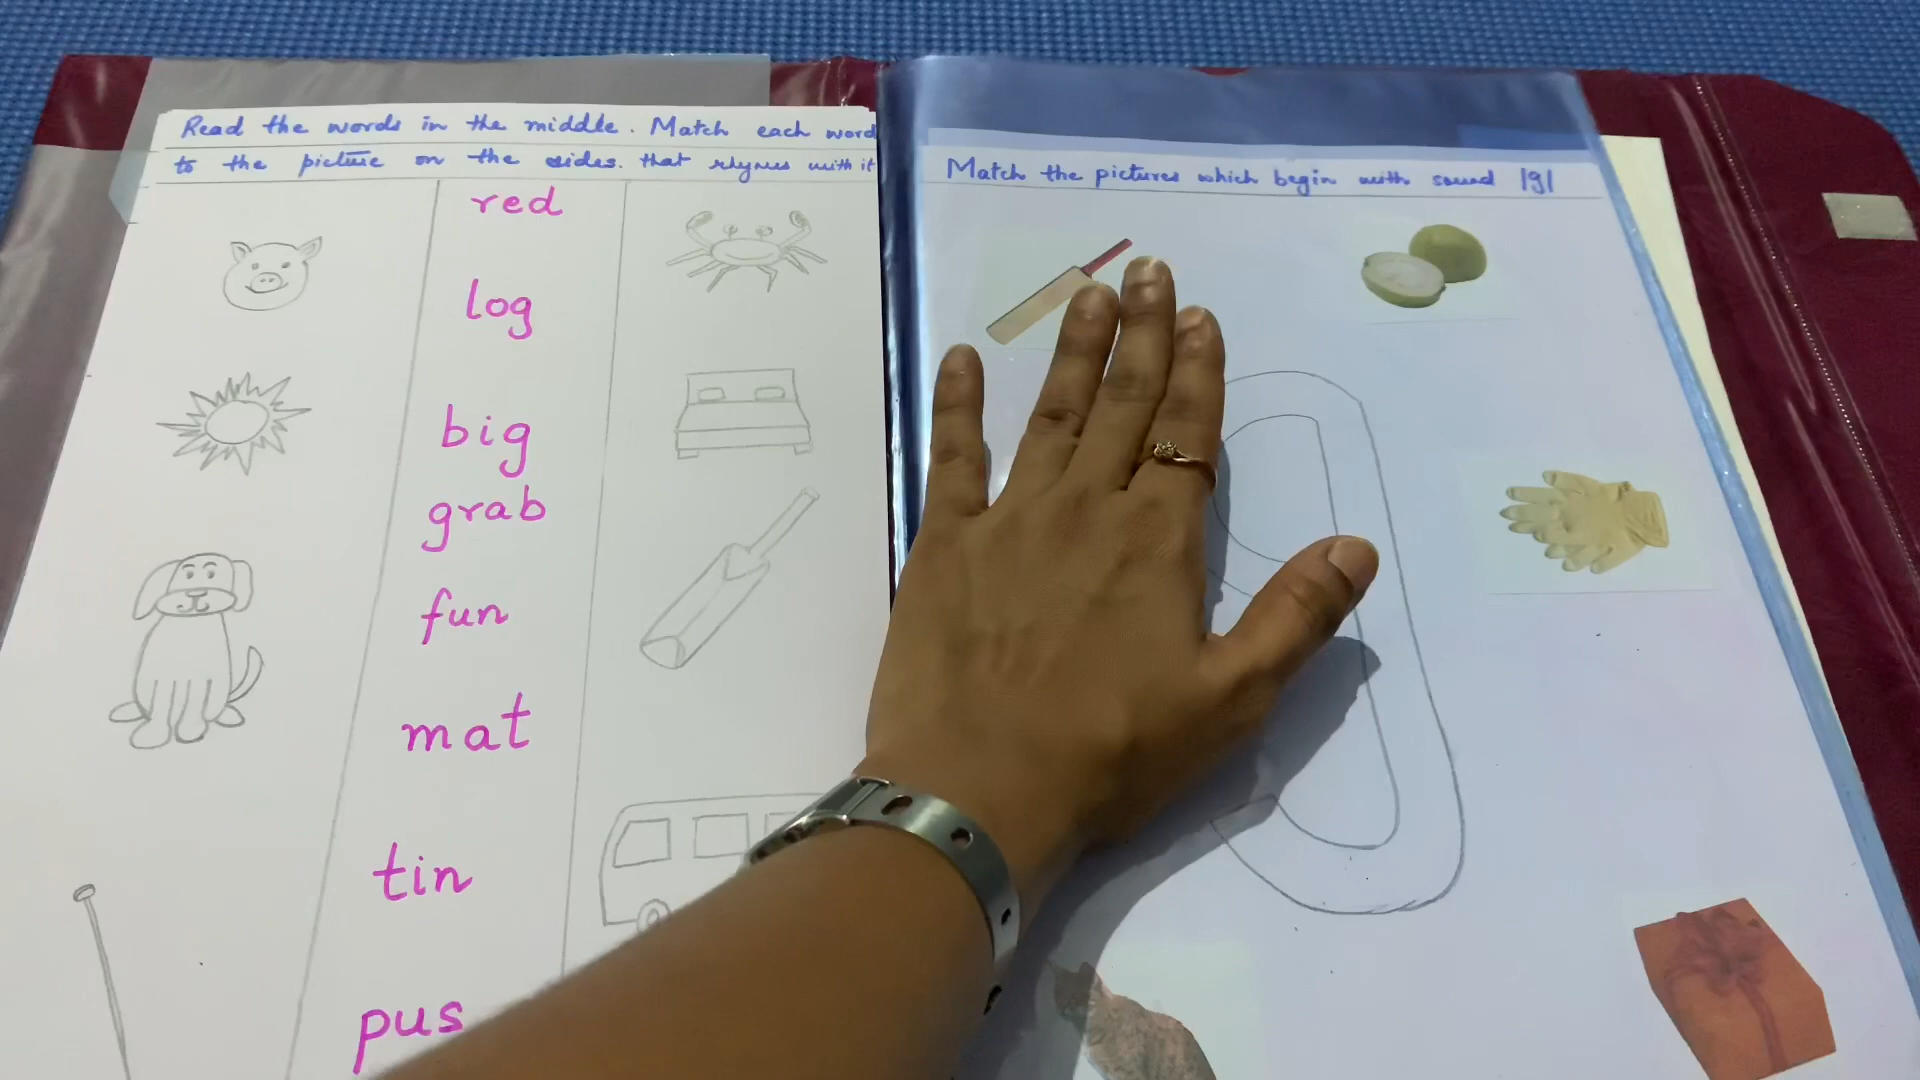 Read the words in the middle. Match each word
to the picture on the sides. that rhymes with it
red
log
big
grab
fun
mat
tin
pus
Match the pictures which begin with sound |g|